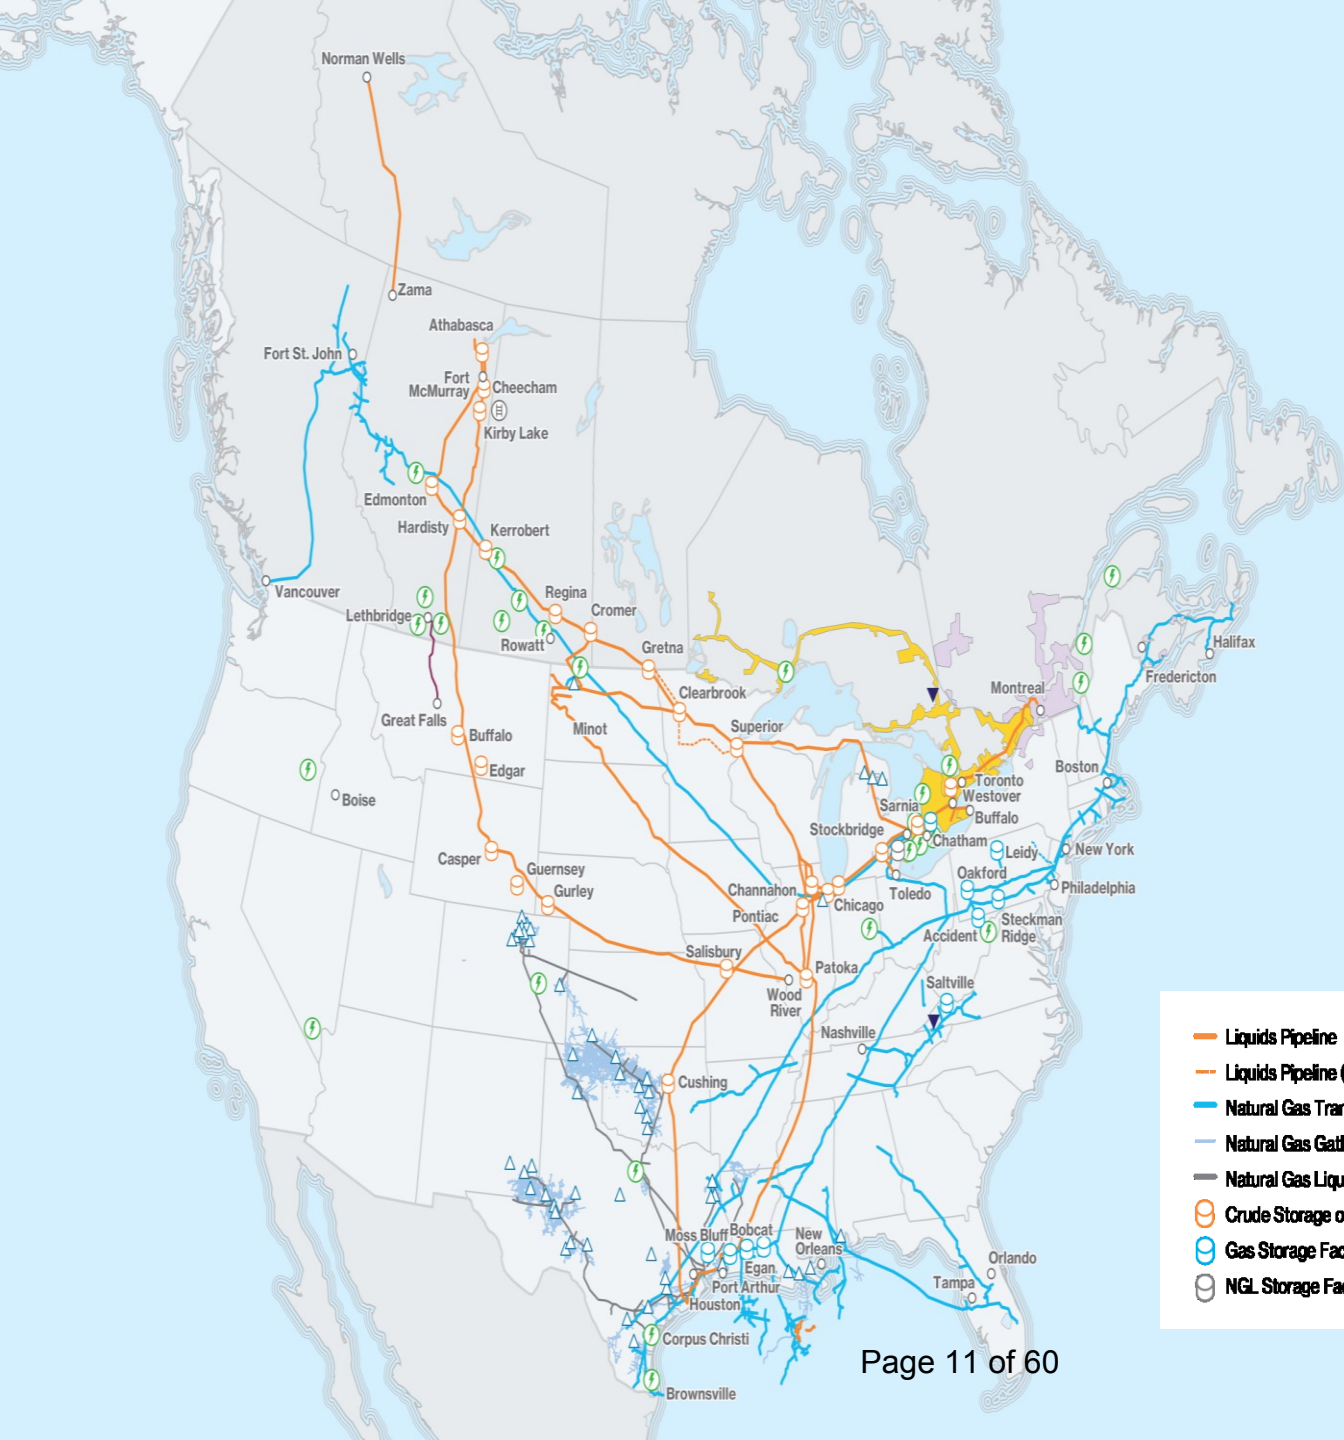 Norman Wells
Zama
Athabasca
Fort St. John
Fort
McMurray
Cheecham
Kirby Lake
Edmonton
Hardisty
Kerrobert
Vancouver
Lethbridge
Regina
Cromer
Rowatt
Gretna
Great Falls
Clearbrook
Minot
Superior
Buffalo
Edgar
Boise
Montreal
Halifax
Fredericton
Boston
Toronto
Westover
Sarnia
Buffalo
Stockbridge
Chatham
Leidy
New York
Casper
Guernsey
Gurley
Channahon
Chicago
Toledo
Oakford
Philadelphia
Pontiac
Accident
Steckman
Ridge
Salisbury
Patoka
Wood
River
Saltville
Nashville
Cushing
Moss Bluff
Bobcat
New
Orleans
Egan
Port Arthur
Houston
Orlando
Tampa
Corpus Christi
Brownsville
Liquids Pipeline
Liquids Pipeline (
Natural Gas Tran
Natural Gas Gath
Natural Gas Liqu
Crude Storage o
Gas Storage Fac
NGL Storage Fa
Page 11 of 60